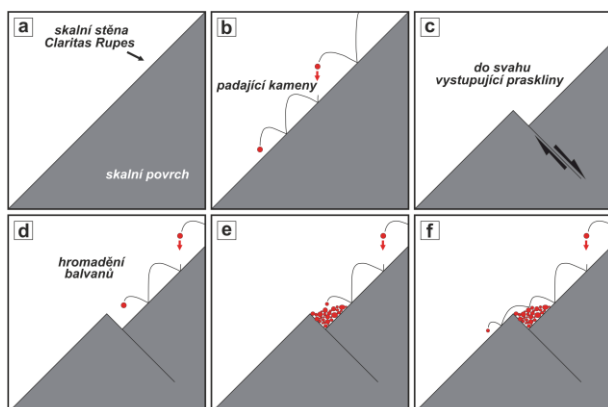 a
skalní stěna
Claritas Rupes
skalní povrch
b
padající kameny
c
do svahu
vystupující praskliny
d
hromadění
balvanů
e
f